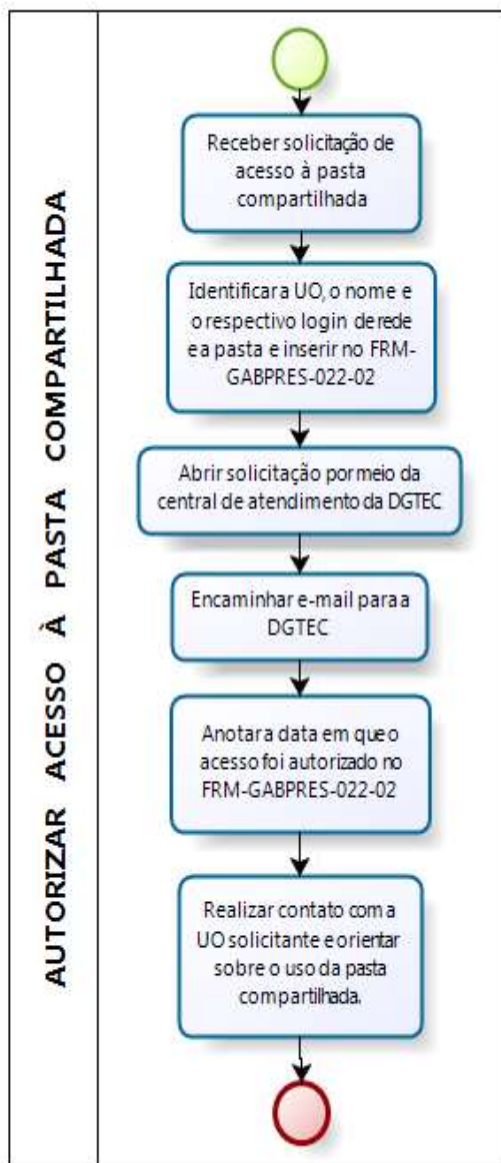 AUTORIZAR ACESSO À PASTA COMPARTILHADA
Receber solicitação de
acesso à pasta
compartilhada
Identificar a UO, o nome e
o respectivo login de rede
e a pasta e inserir no FRM-
GABPRES-022-02
Abrir solicitação por meio da
central de atendimento da DGTEC
Encaminhar e-mail para a
DGTEC
Anotar a data em que o
acesso foi autorizado no
FRM-GABPRES-022-02
Realizar contato com a
UO solicitante e orientar
sobre o uso da pasta
compartilhada.